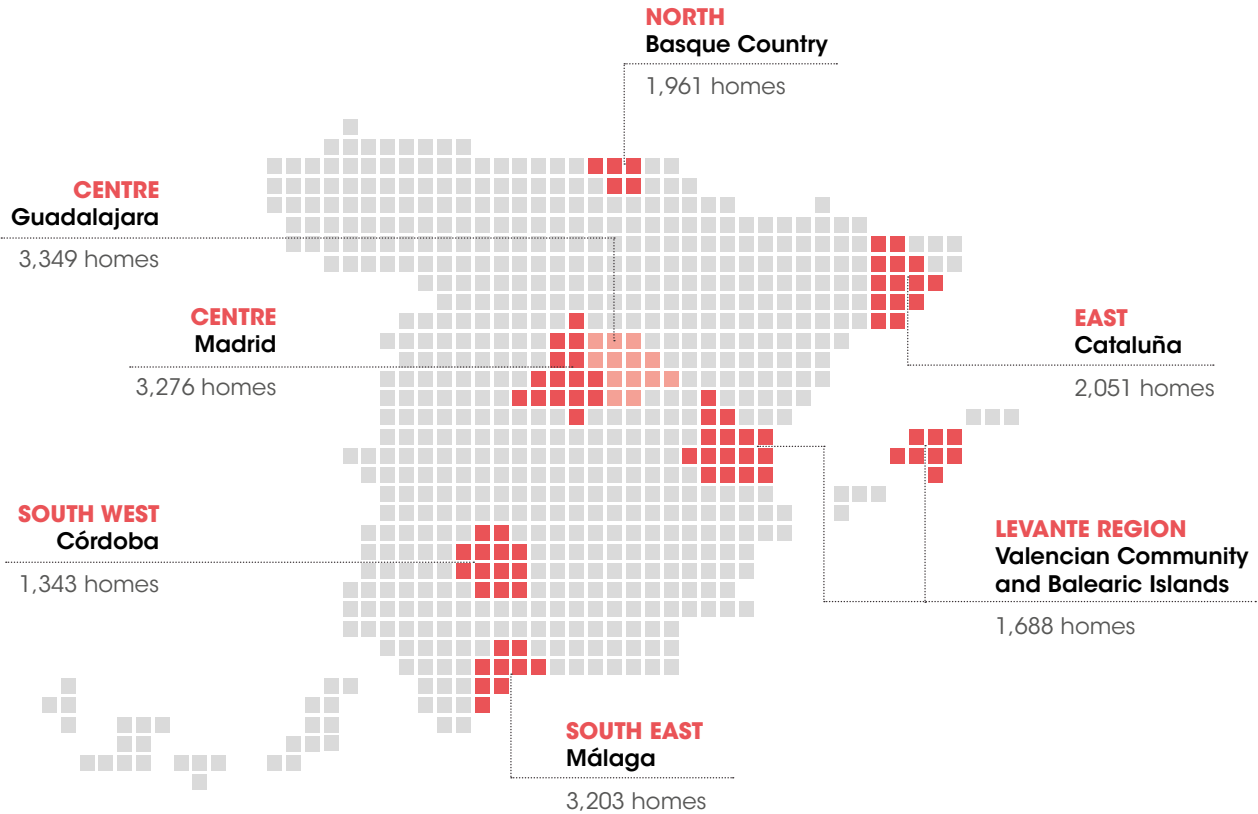 NORTH
Basque Country
1,961 homes
CENTRE
Guadalajara
3,349 homes
CENTRE
Madrid
3,276 homes
EAST
Cataluña
2,051 homes
SOUTH WEST
Córdoba
1,343 homes
LEVANTE REGION
Valencian Community
and Balearic Islands
1,688 homes
SOUTH EAST
Málaga
3,203 homes